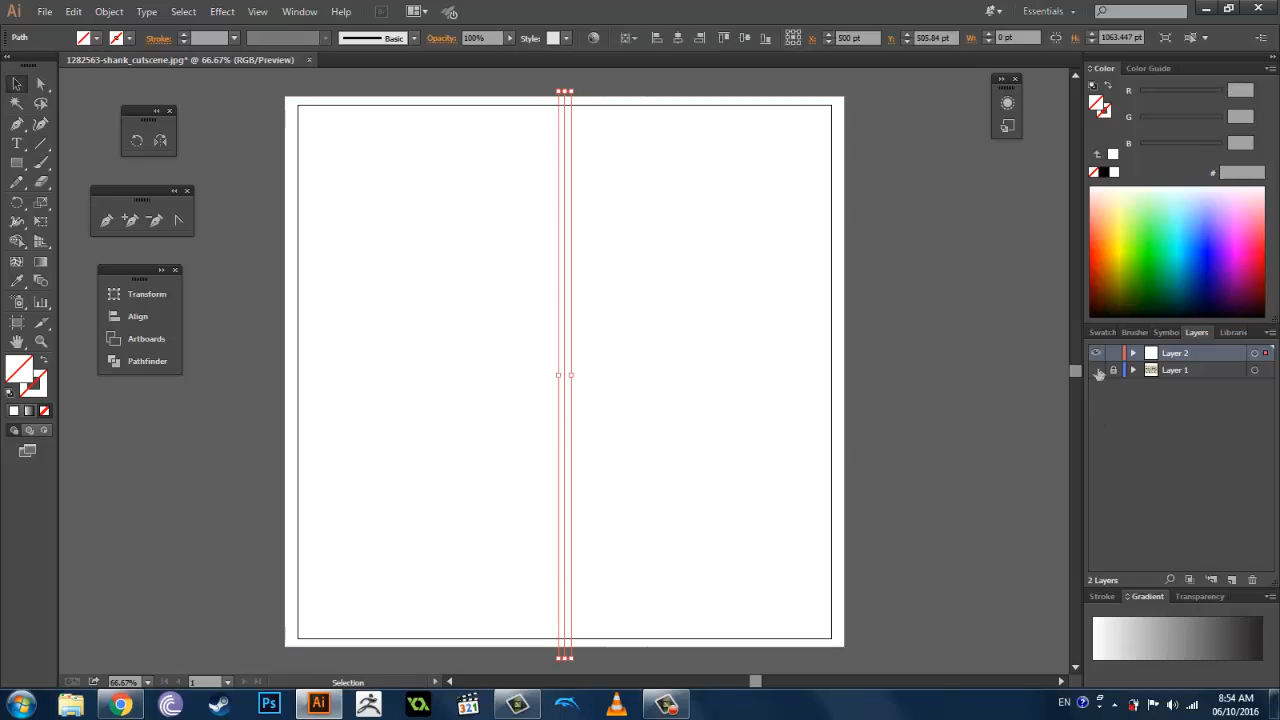 Ai File Edit Object Type Select Effect View Window Help Essentials
Path Stroke: Basic Opacity: 100% Style: X: 500 pt Y: 505.84 pt W: 0 pt H: 1063.447 pt
1282563-shank_cutscene.jpg* @ 66.67% (RGB/Preview)
Color Color Guide
R
G
B
#
Transform
Align
Artboards
Pathfinder
Swatch Brushe Symbo Layers Librarie
Layer 2
Layer 1
2 Layers
Stroke Gradient Transparency
66.67% 1 Selection
Ps Ai 321 EN 8:54 AM
06/10/2016